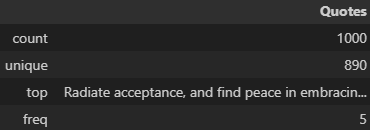 Quotes
count 1000
unique 890
top Radiate acceptance, and find peace in embracin...
freq 5